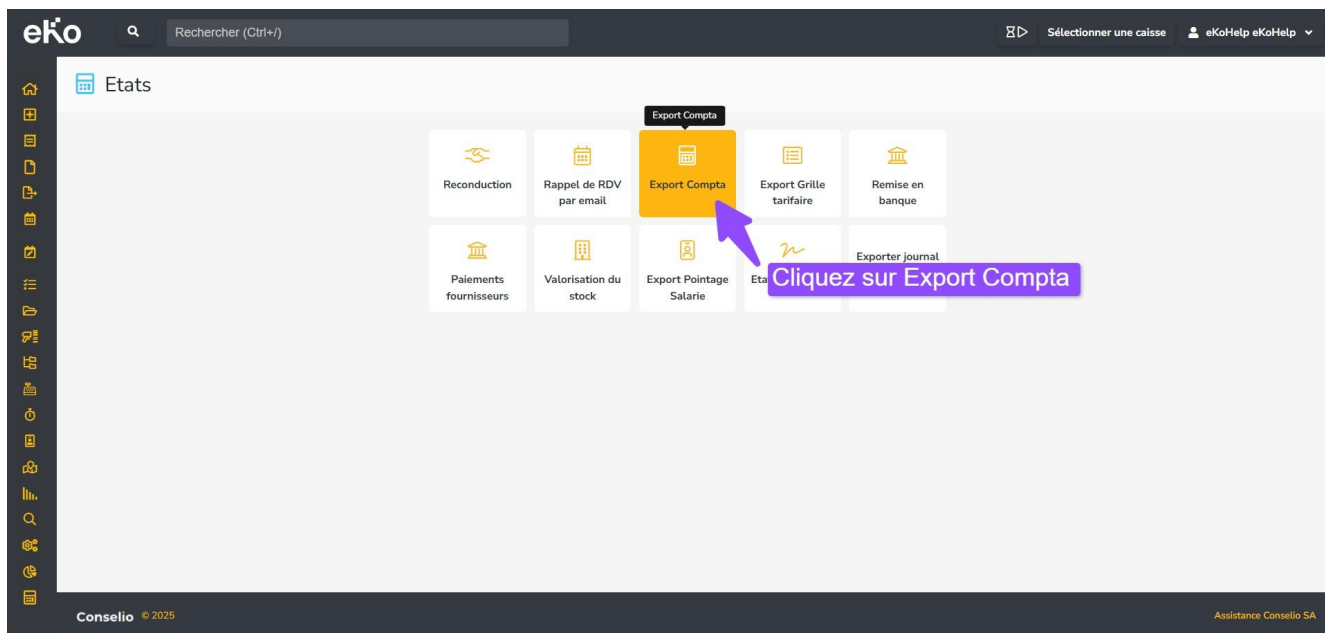 eKo
Rechercher (Ctrl+/)
Sélectionner une caisse
eKoHelp eKoHelp
Etats
Export Compta
Reconduction
Rappel de RDV
par email
Export Compta
Export Grille
tarifaire
Remise en
banque
Paiements
fournisseurs
Valorisation du
stock
Export Pointage
Salarie
Exporter journal
Cliquez sur Export Compta
Conselio © 2025
Assistance Conselio SA